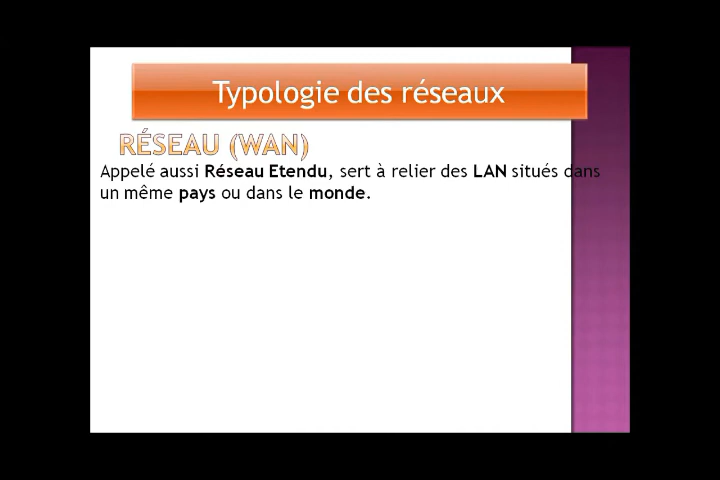 Typologie des réseaux
RÉSEAU (WAN)
Appelé aussi Réseau Etendu, sert à relier des LAN situés dans
un même pays ou dans le monde.